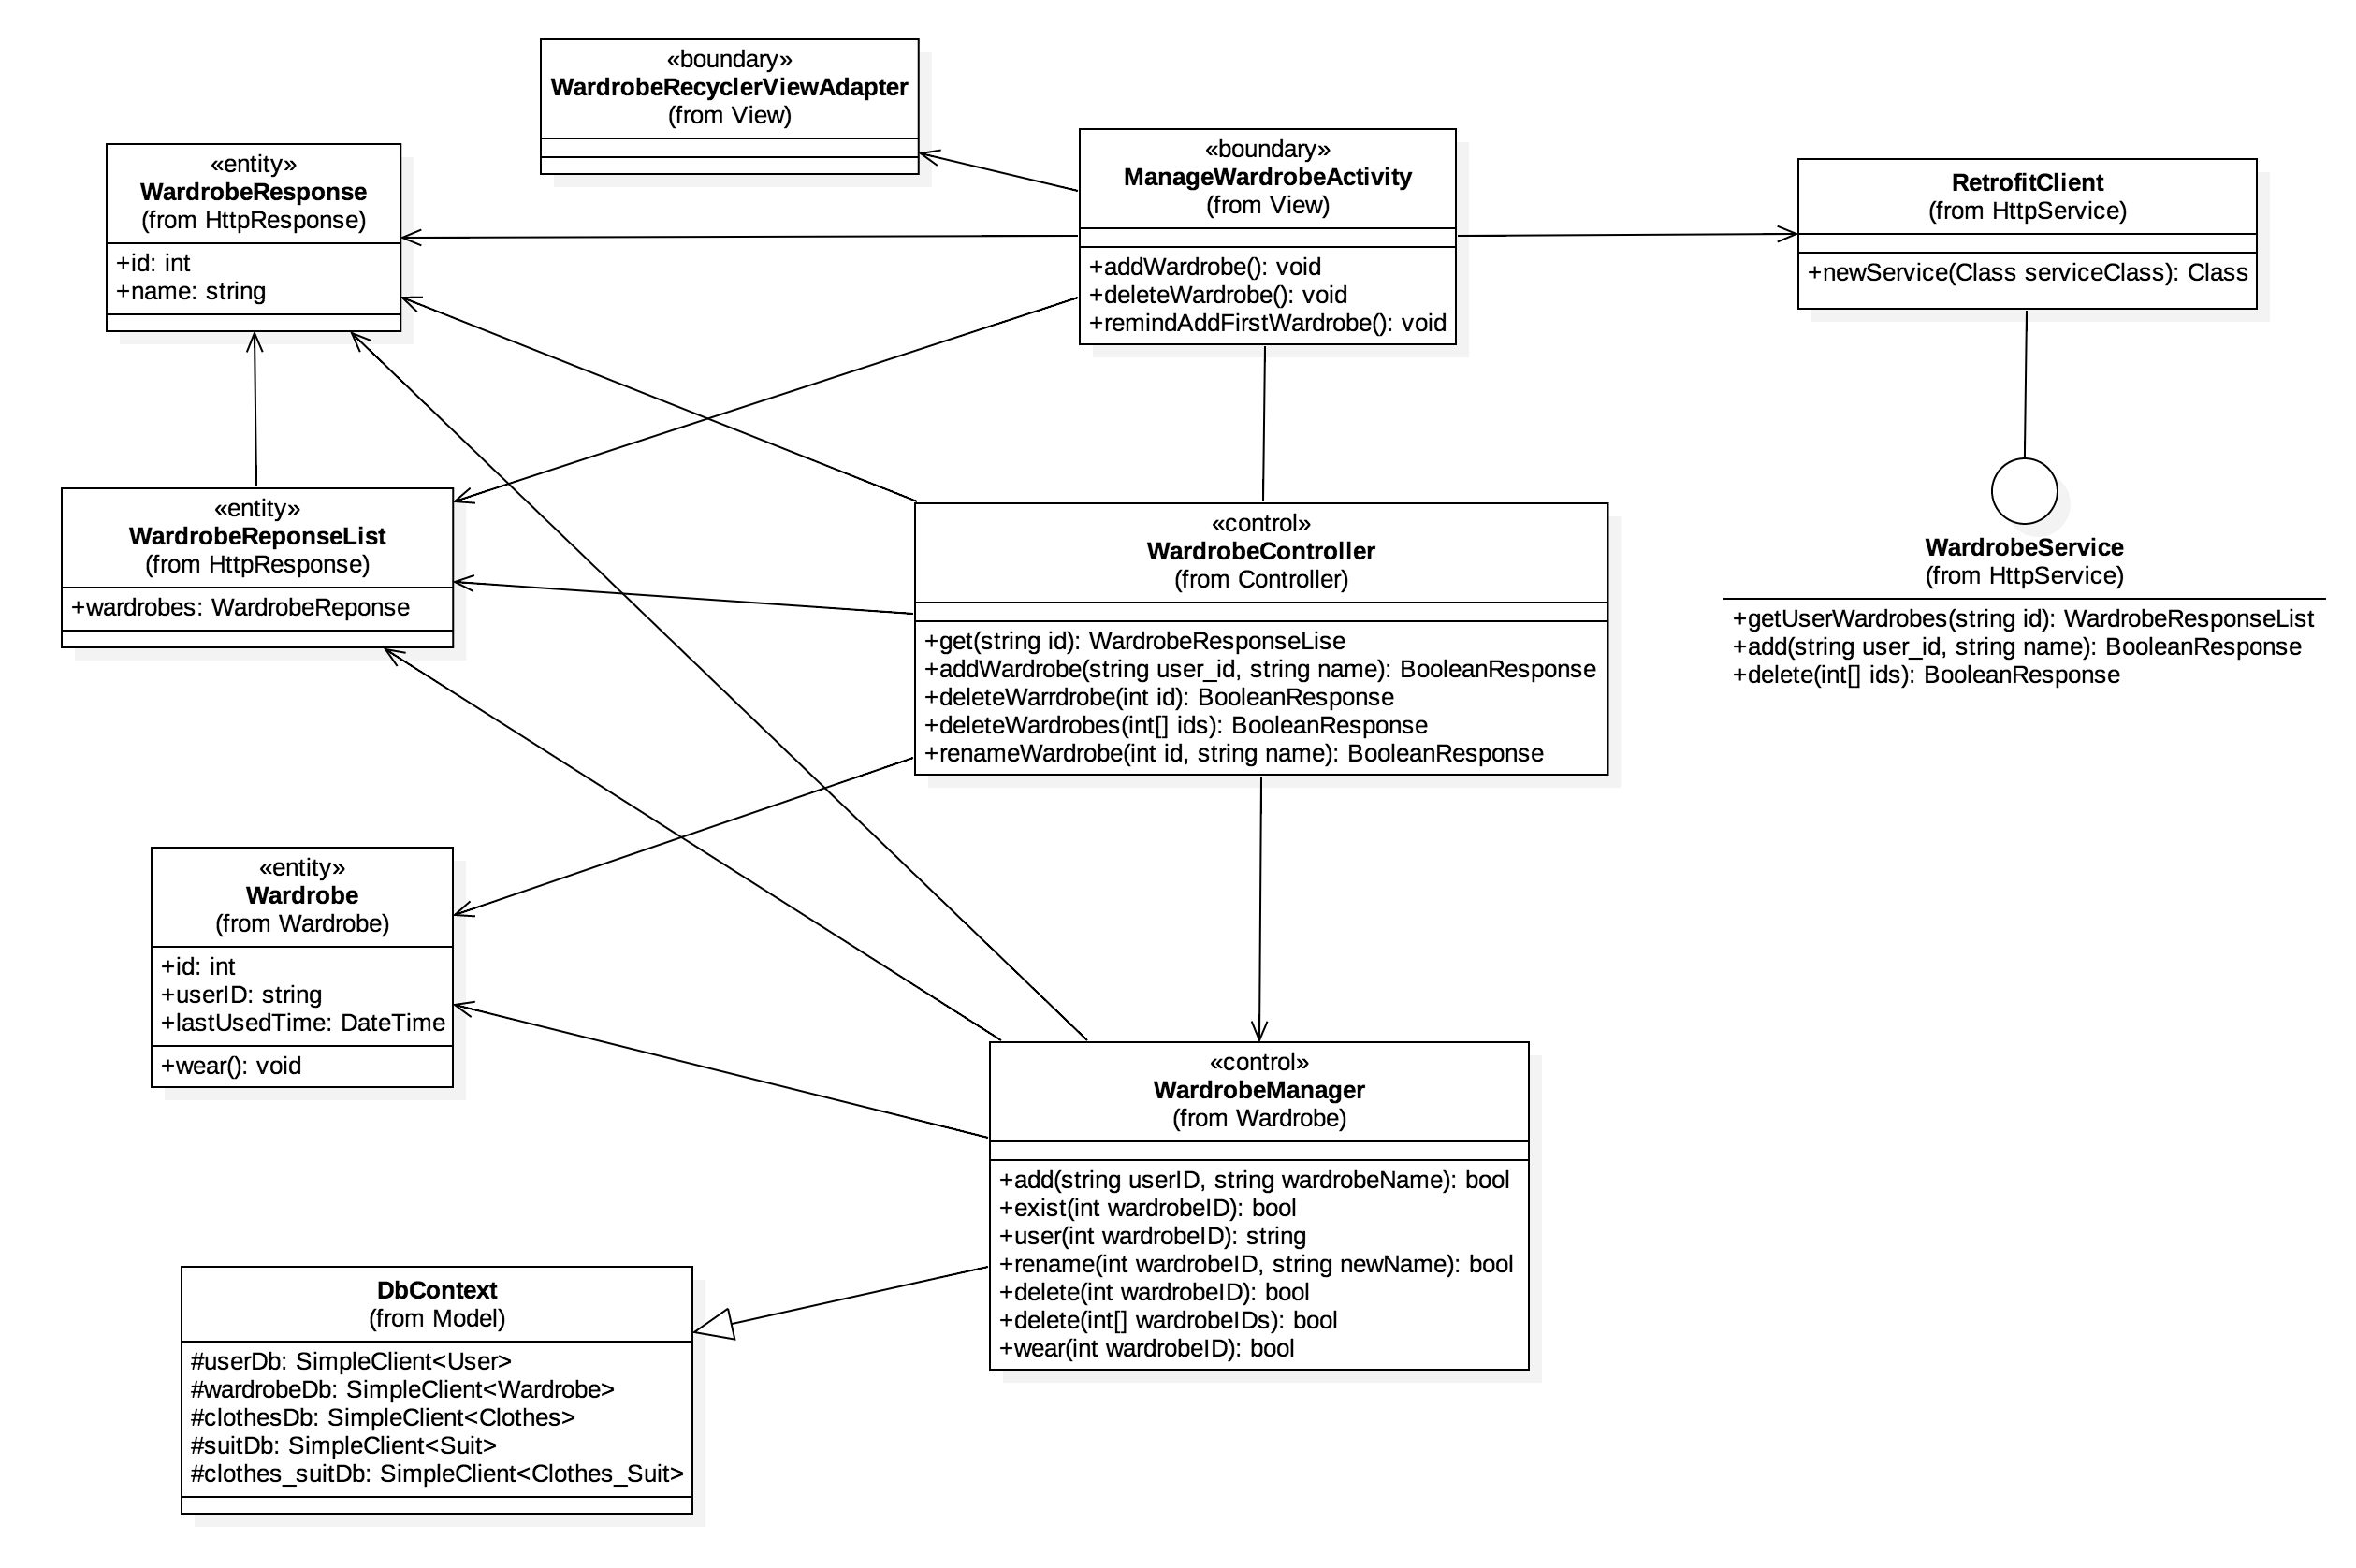 «boundary»
WardrobeRecyclerViewAdapter
(from View)
«entity»
WardrobeResponse
(from HttpResponse)
+id: int
+name: string
«boundary»
ManageWardrobeActivity
(from View)
+addWardrobe(): void
+deleteWardrobe(): void
+remindAddFirstWardrobe(): void
RetrofitClient
(from HttpService)
+newService(Class serviceClass): Class
«entity»
WardrobeReponseList
(from HttpResponse)
+wardrobes: WardrobeReponse
«control»
WardrobeController
(from Controller)
+get(string id): WardrobeResponseLise
+addWardrobe(string user_id, string name): BooleanResponse
+deleteWarrdrobe(int id): BooleanResponse
+deleteWardrobes(int[] ids): BooleanResponse
+renameWardrobe(int id, string name): BooleanResponse
WardrobeService
(from HttpService)
+getUserWardrobes(string id): WardrobeResponseList
+add(string user_id, string name): BooleanResponse
+delete(int[] ids): BooleanResponse
«entity»
Wardrobe
(from Wardrobe)
+id: int
+userID: string
+lastUsedTime: DateTime
+wear(): void
«control»
WardrobeManager
(from Wardrobe)
+add(string userID, string wardrobeName): bool
+exist(int wardrobeID): bool
+user(int wardrobeID): string
+rename(int wardrobeID, string newName): bool
+delete(int wardrobeID): bool
+delete(int[] wardrobeIDs): bool
+wear(int wardrobeID): bool
DbContext
(from Model)
#userDb: SimpleClient<User>
#wardrobeDb: SimpleClient<Wardrobe>
#clothesDb: SimpleClient<Clothes>
#suitDb: SimpleClient<Suit>
#clothes_suitDb: SimpleClient<Clothes_Suit>